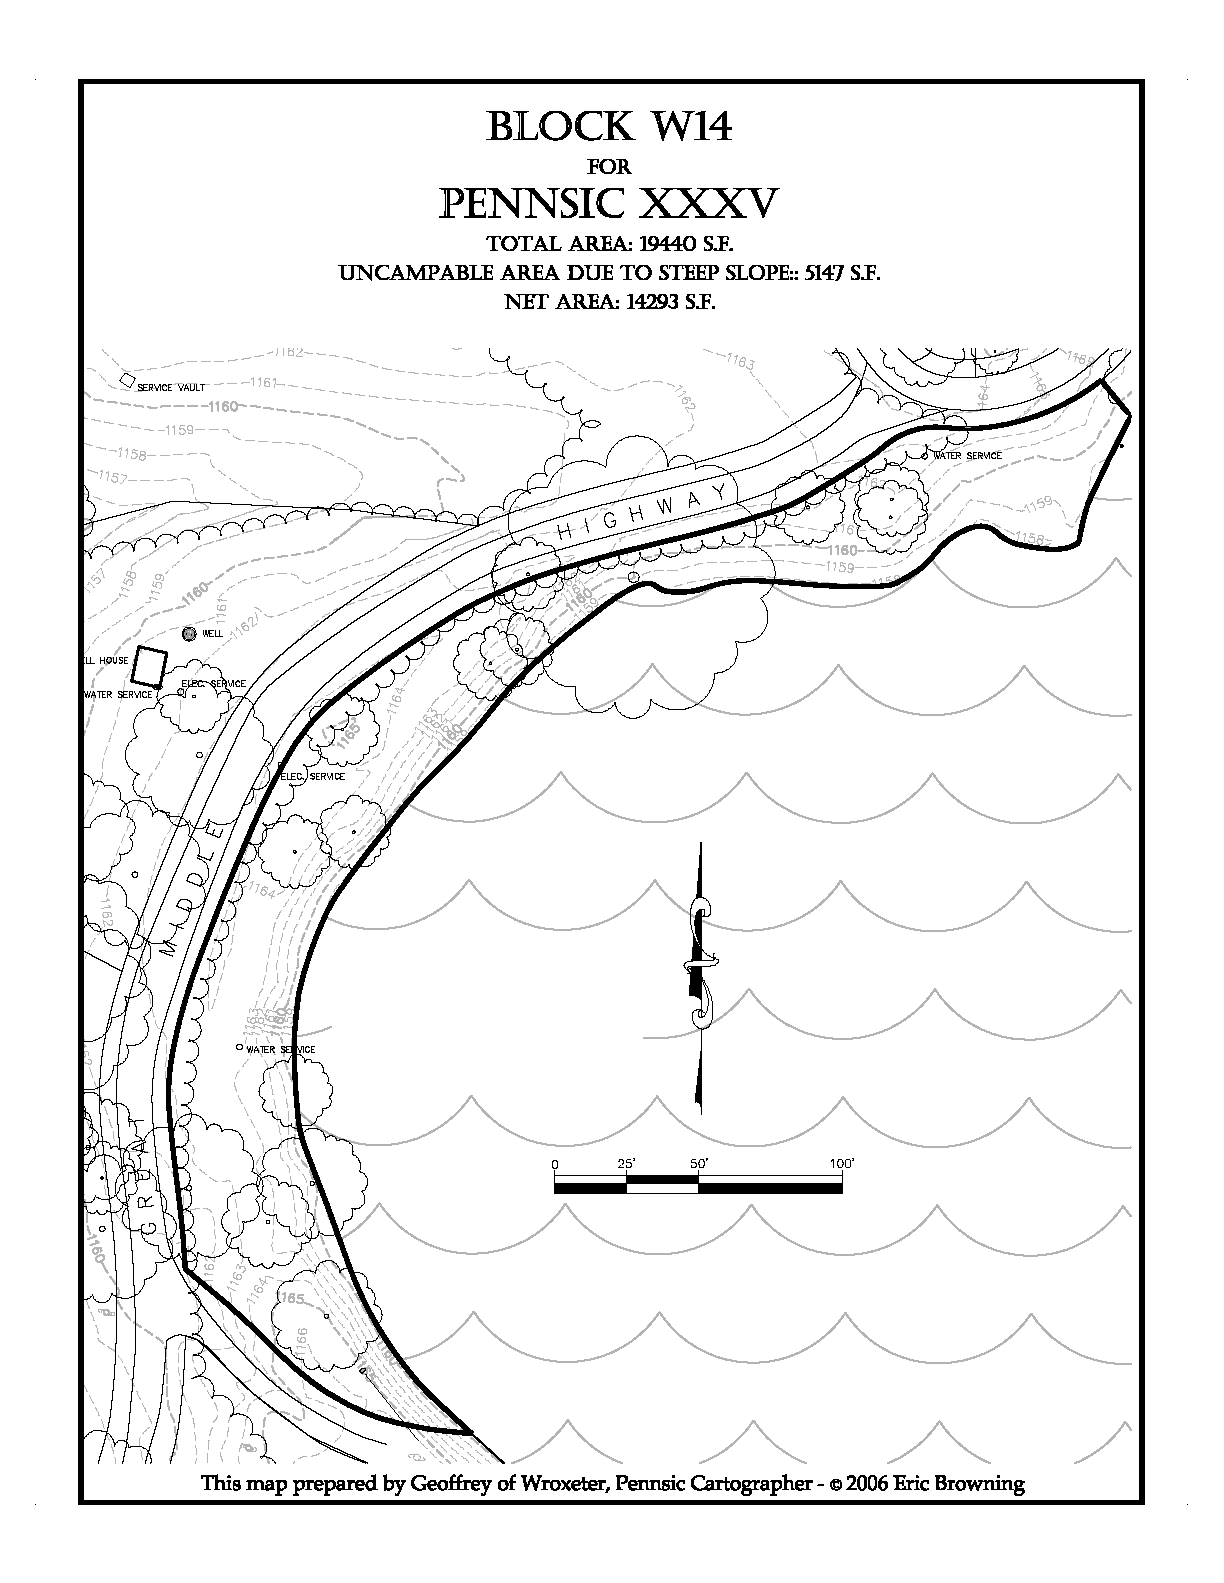 BLOCK W14
FOR
PENNSIC XXXV
TOTAL AREA: 19440 S.F.
UNCAMPABLE AREA DUE TO STEEP SLOPE:: 5147 S.F.
NET AREA: 14293 S.F.
1162
1163
1165
SERVICE VAULT
1161
1160
1162
1164
1159
1158
WATER SERVICE
1157
HIGHWAY
1159
1158
1160
1159
1157
1158
1159
1160
1161
1162
1160
WELL
LL HOUSE
ELEC. SERVICE
WATER SERVICE
1164
1165
1163
1160
ELEC. SERVICE
MIDDLE
1164
1162
1163
1160
WATER SERVICE
0 25' 50' 100'
GREAT
1160
1162
1163
1164
1165
1166
This map prepared by Geoffrey of Wroxeter, Pennsic Cartographer - © 2006 Eric Browning